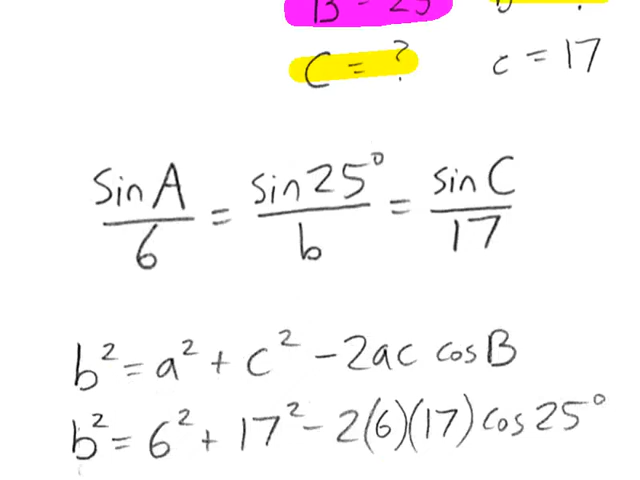 B = 25
C = ? c = 17
sin A / 6 = sin 25° / b = sin C / 17
b² = a² + c² - 2ac cos B
b² = 6² + 17² - 2(6)(17) cos 25°